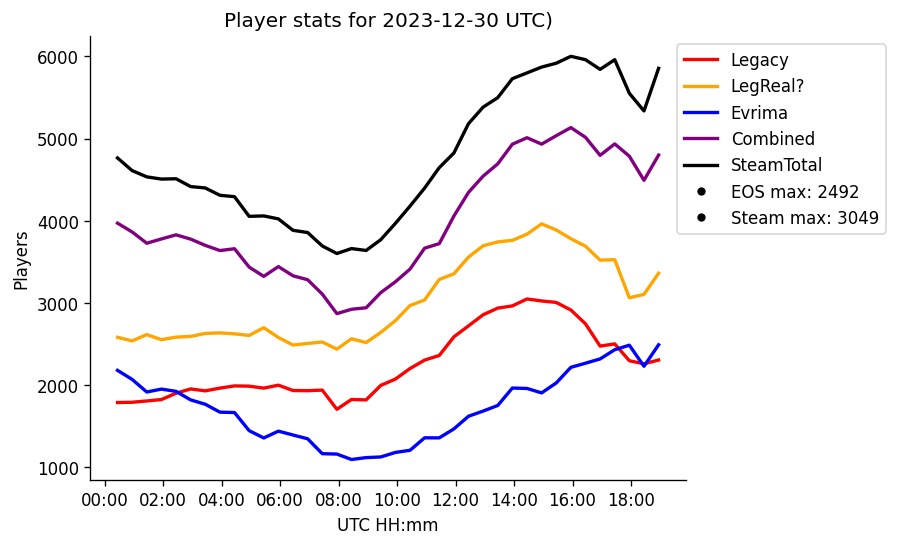 Player stats for 2023-12-30 UTC)
Players
6000
5000
4000
3000
2000
1000
00:00 02:00 04:00 06:00 08:00 10:00 12:00 14:00 16:00 18:00
UTC HH:mm
Legacy
LegReal?
Evrima
Combined
SteamTotal
EOS max: 2492
Steam max: 3049